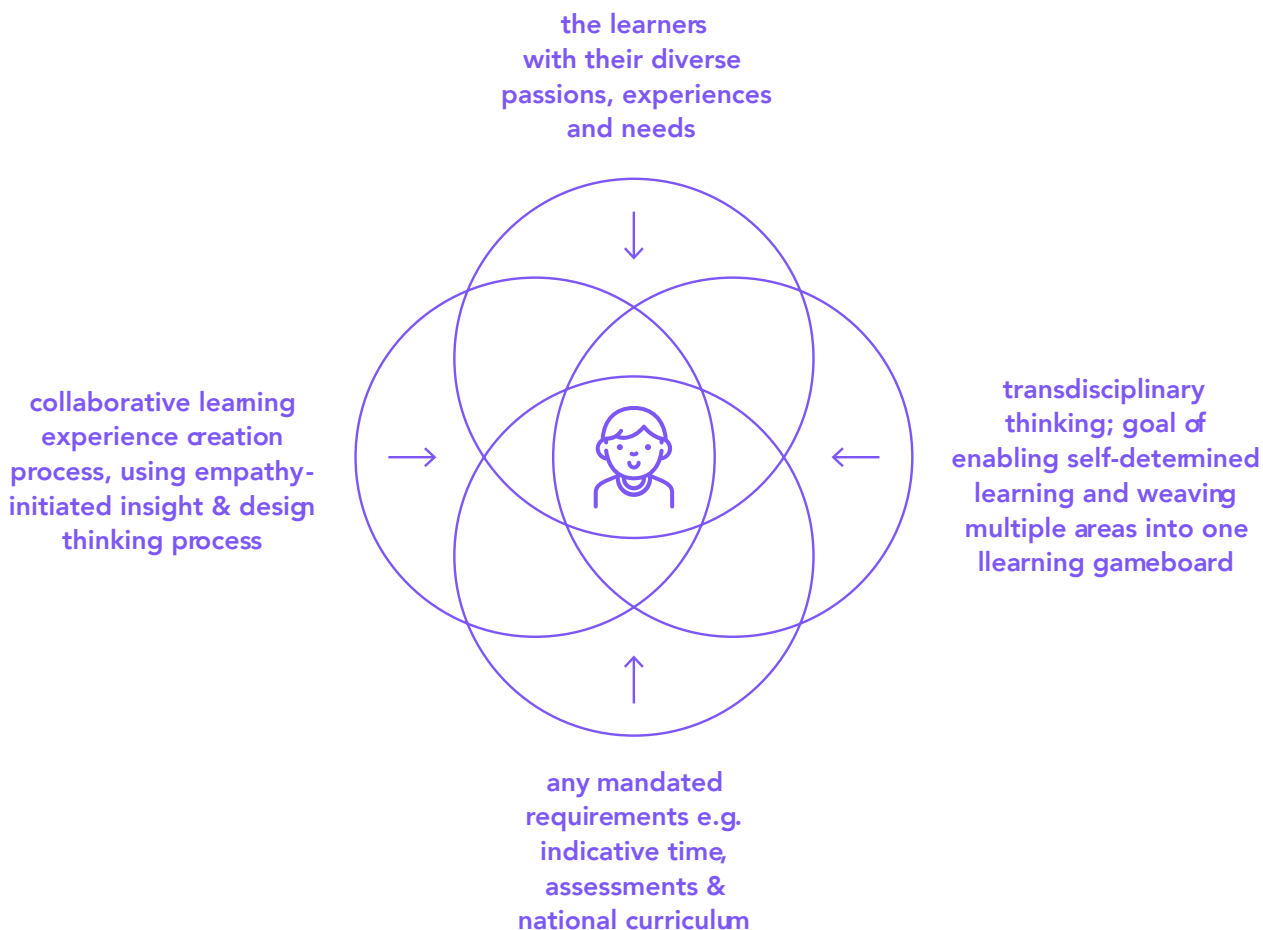 the learners
with their diverse
passions, experiences
and needs
collaborative learning
experience creation
process, using empathy-
initiated insight & design
thinking process
transdisciplinary
thinking; goal of
enabling self-determined
learning and weaving
multiple areas into one
llearning gameboard
any mandated
requirements e.g.
indicative time,
assessments &
national curriculum